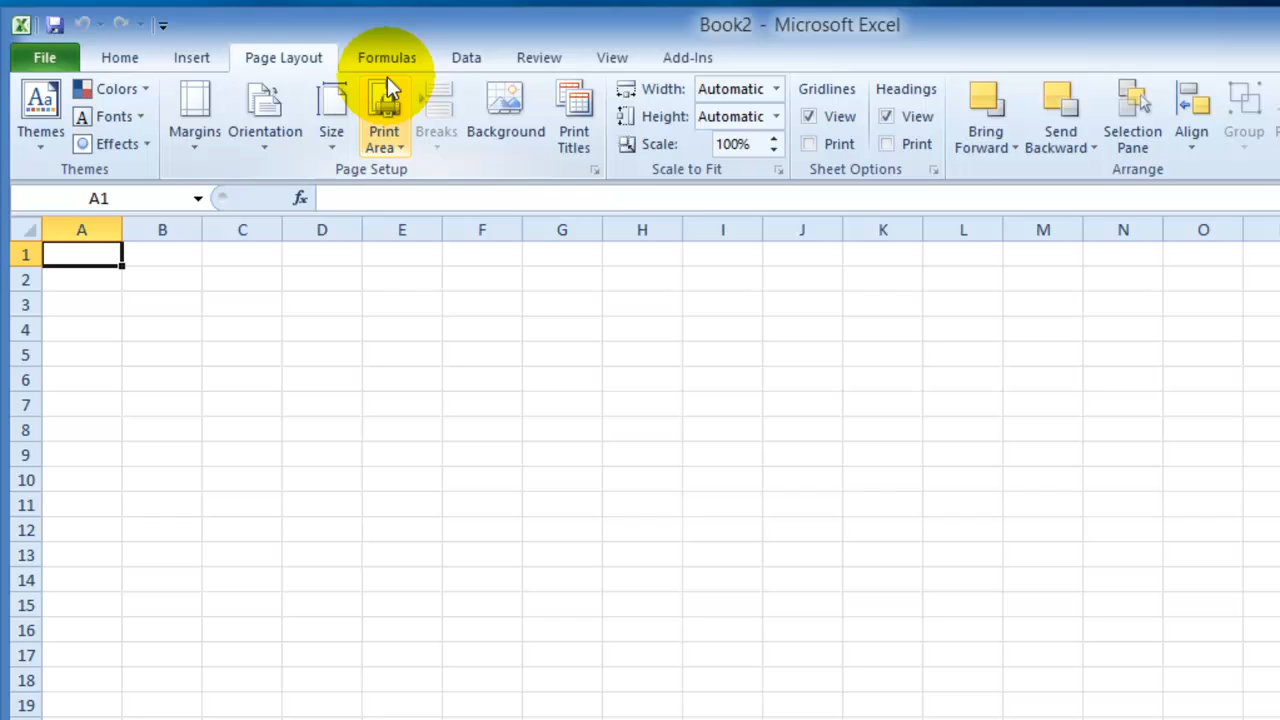 Book2 - Microsoft Excel
File Home Insert Page Layout Formulas Data Review View Add-Ins
Themes
Colors
Fonts
Effects
Themes
Margins
Orientation
Size
Print
Area
Breaks
Background
Print
Titles
Page Setup
Width: Automatic
Height: Automatic
Scale: 100%
Scale to Fit
Gridlines
View
Print
Headings
View
Print
Sheet Options
Bring
Forward
Send
Backward
Selection
Pane
Align
Group
Arrange
A1 fx
A B C D E F G H I J K L M N O
1
2
3
4
5
6
7
8
9
10
11
12
13
14
15
16
17
18
19